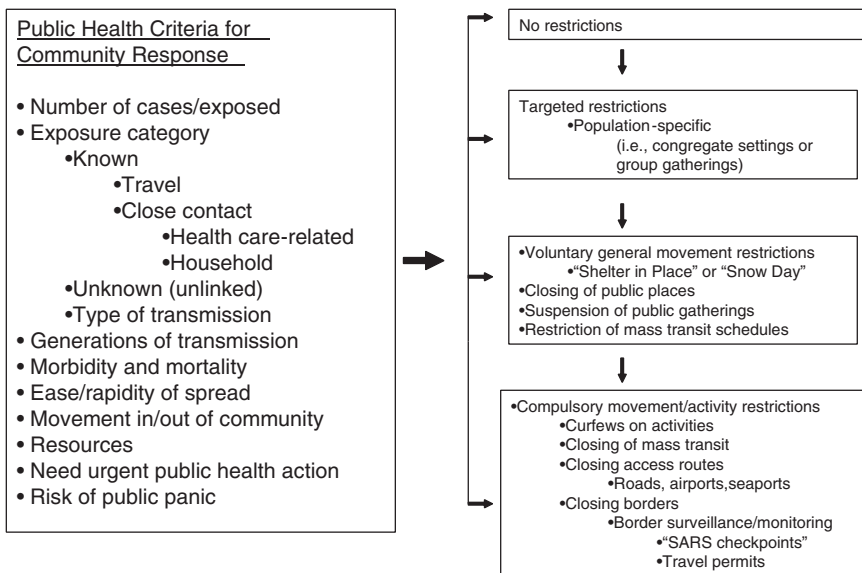 Public Health Criteria for
Community Response
• Number of cases/exposed
• Exposure category
•Known
•Travel
•Close contact
•Health care-related
•Household
•Unknown (unlinked)
•Type of transmission
• Generations of transmission
• Morbidity and mortality
• Ease/rapidity of spread
• Movement in/out of community
• Resources
• Need urgent public health action
• Risk of public panic
No restrictions
Targeted restrictions
•Population-specific
(i.e., congregate settings or
group gatherings)
•Voluntary general movement restrictions
•“Shelter in Place” or “Snow Day”
•Closing of public places
•Suspension of public gatherings
•Restriction of mass transit schedules
•Compulsory movement/activity restrictions
•Curfews on activities
•Closing of mass transit
•Closing access routes
•Roads, airports,seaports
•Closing borders
•Border surveillance/monitoring
•“SARS checkpoints”
•Travel permits